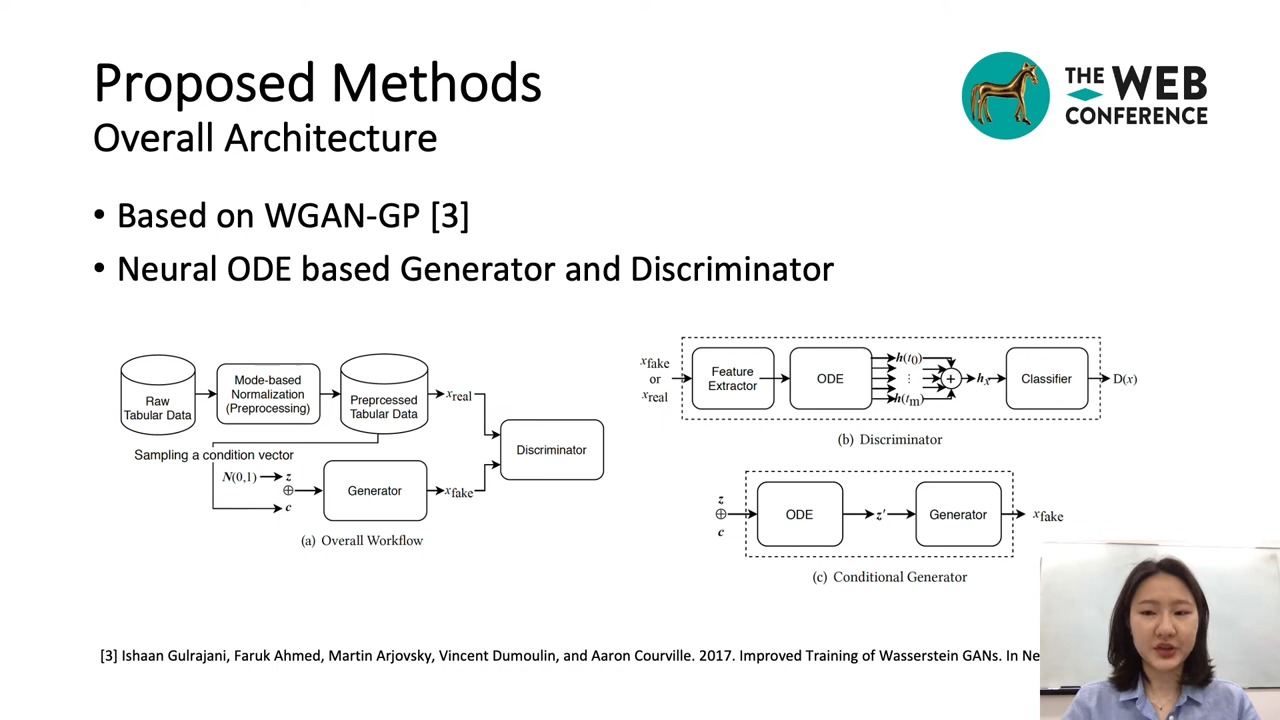 Proposed Methods
Overall Architecture
THE WEB
CONFERENCE
• Based on WGAN-GP [3]
• Neural ODE based Generator and Discriminator
Raw
Tabular Data
Mode-based
Normalization
(Preprocessing)
Preprcessed
Tabular Data
xreal
Sampling a condition vector
N(0,1)
z
⊕
c
Generator
xfake
Discriminator
(a) Overall Workflow
xfake
or
xreal
Feature
Extractor
ODE
h(t0)
⋮
h(tm)
+
hx
Classifier
D(x)
(b) Discriminator
z
⊕
c
ODE
z′
Generator
xfake
(c) Conditional Generator
[3] Ishaan Gulrajani, Faruk Ahmed, Martin Arjovsky, Vincent Dumoulin, and Aaron Courville. 2017. Improved Training of Wasserstein GANs. In Ne